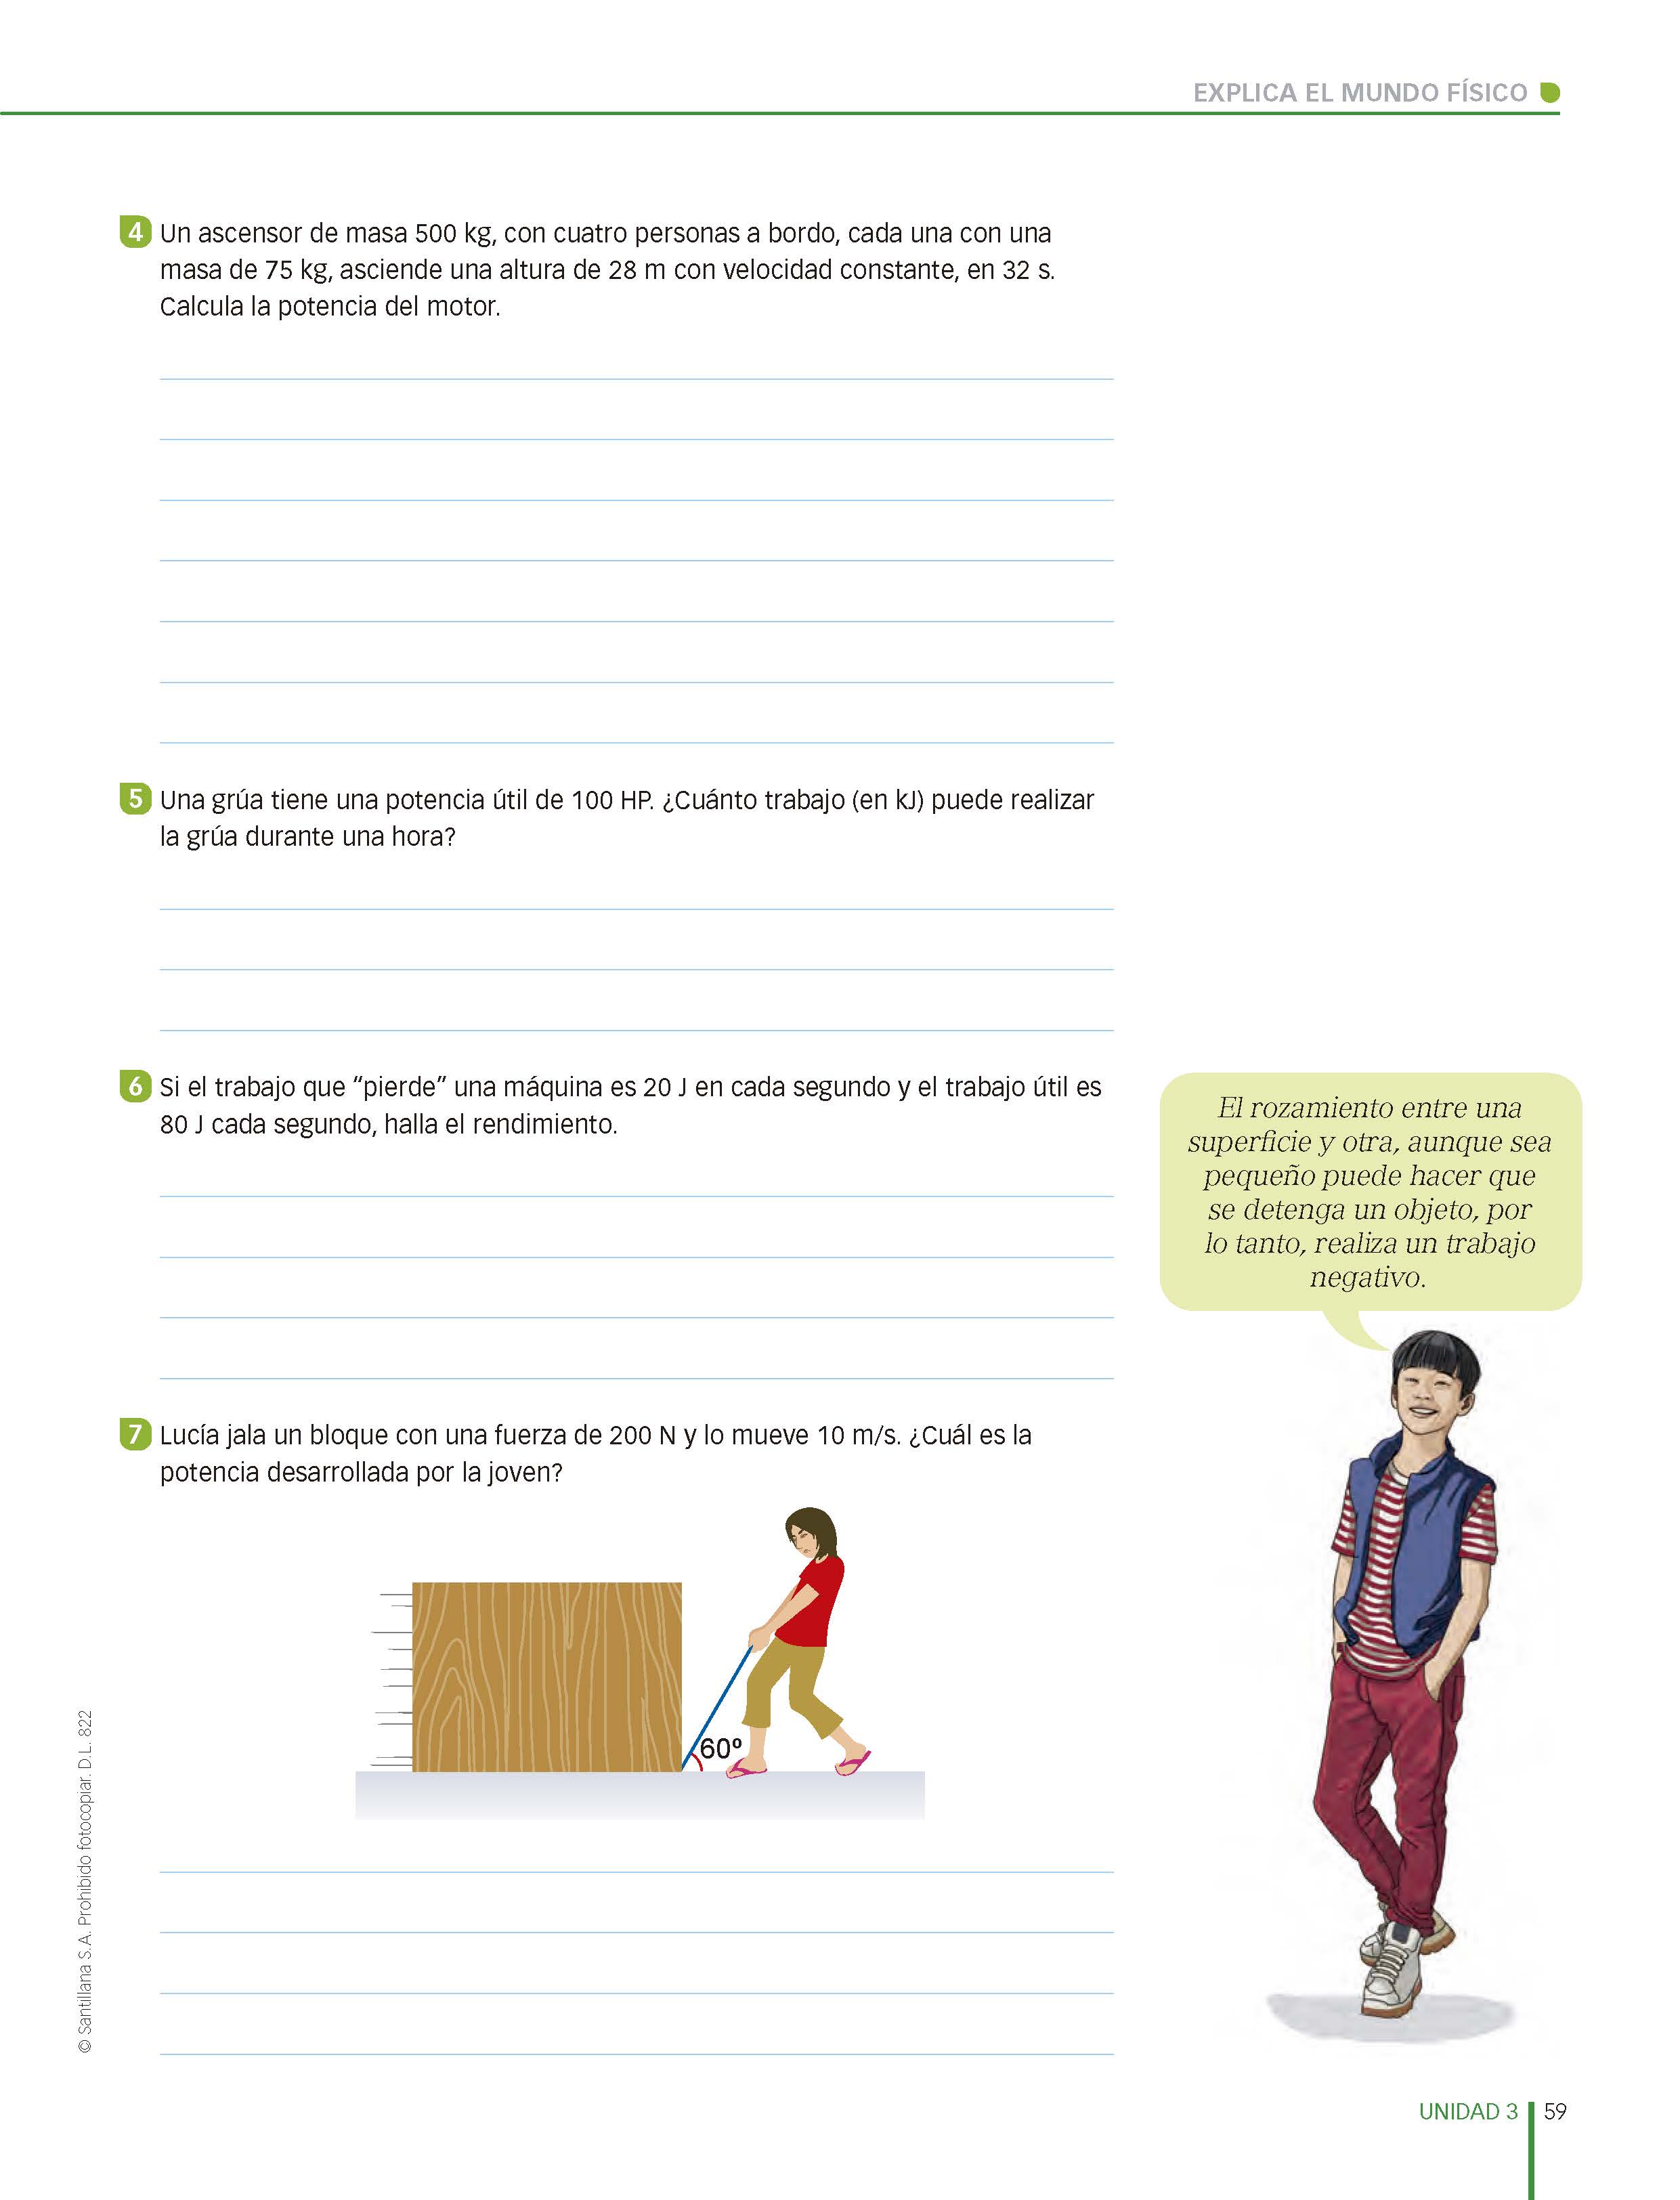 EXPLICA EL MUNDO FÍSICO
4 Un ascensor de masa 500 kg, con cuatro personas a bordo, cada una con una
masa de 75 kg, asciende una altura de 28 m con velocidad constante, en 32 s.
Calcula la potencia del motor.
5 Una grúa tiene una potencia útil de 100 HP. ¿Cuánto trabajo (en kJ) puede realizar
la grúa durante una hora?
6 Si el trabajo que “pierde” una máquina es 20 J en cada segundo y el trabajo útil es
80 J cada segundo, halla el rendimiento.
El rozamiento entre una
superficie y otra, aunque sea
pequeño puede hacer que
se detenga un objeto, por
lo tanto, realiza un trabajo
negativo.
7 Lucía jala un bloque con una fuerza de 200 N y lo mueve 10 m/s. ¿Cuál es la
potencia desarrollada por la joven?
60º
© Santillana S.A. Prohibido fotocopiar. D.L. 822
UNIDAD 3 59